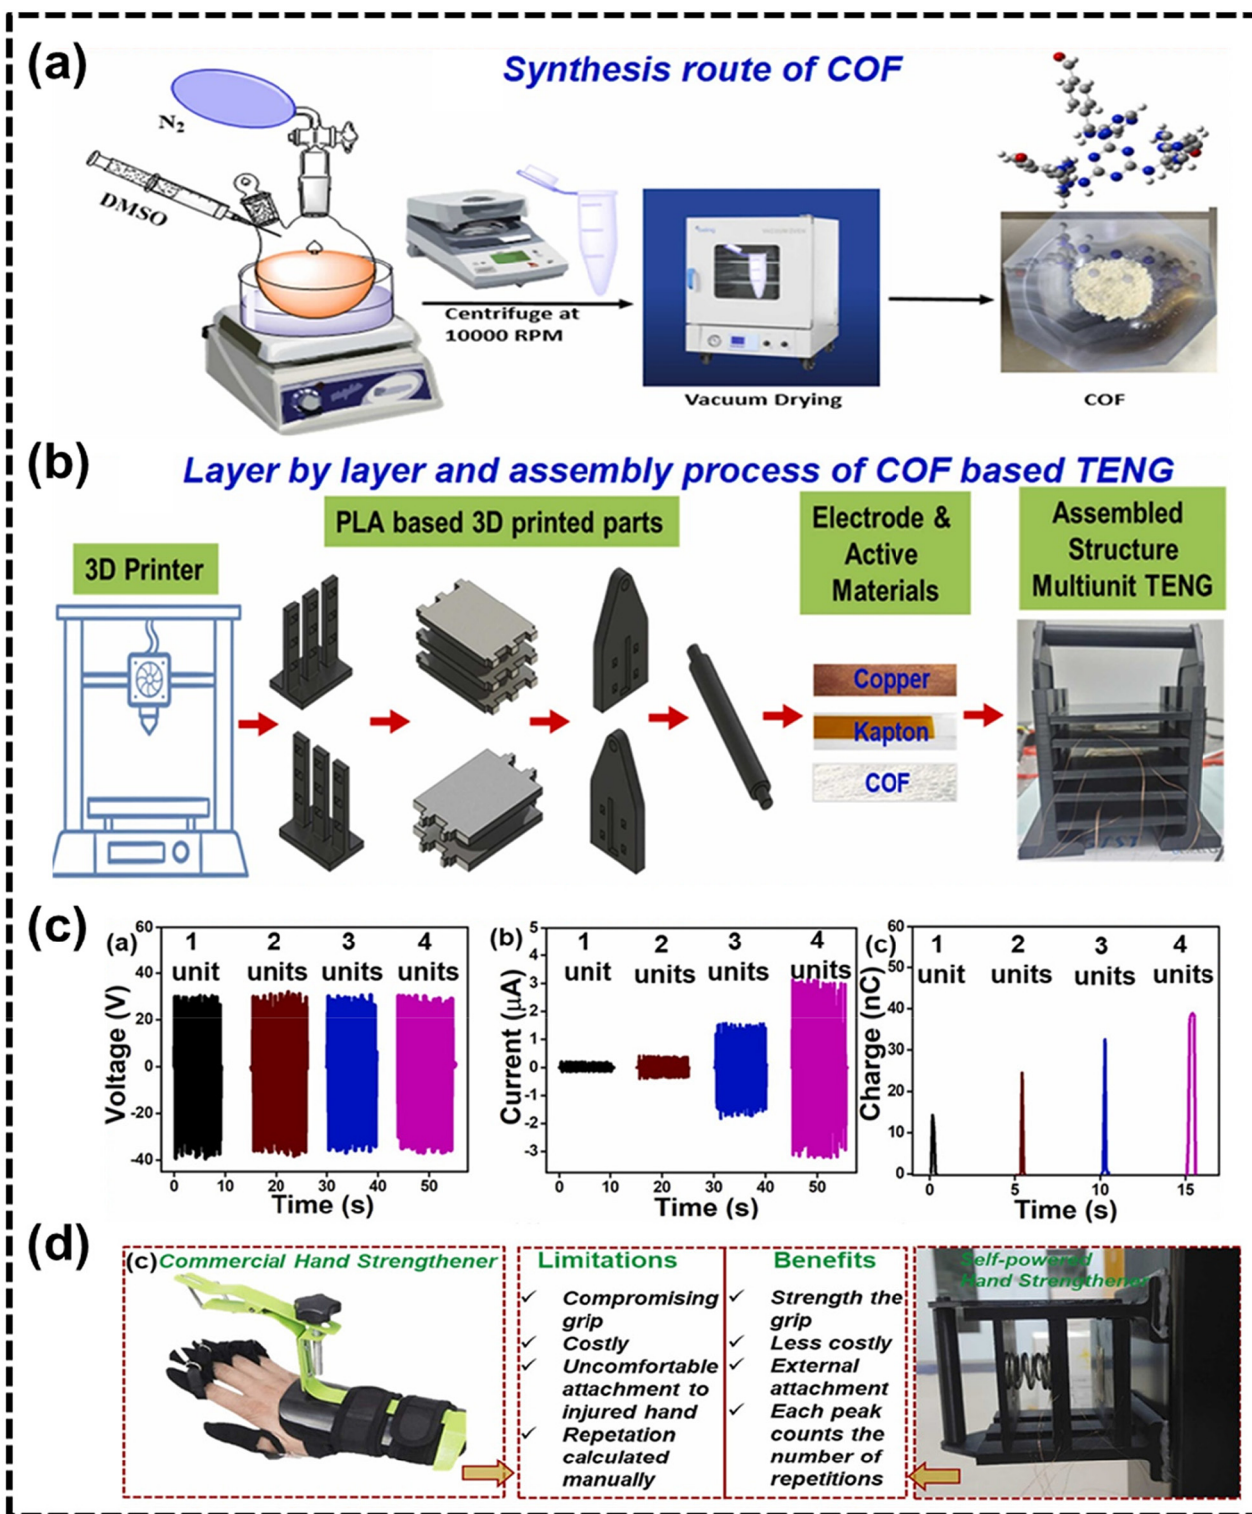 (a)
Synthesis route of COF
N₂
DMSO
Centrifuge at
10000 RPM
Vacuum Drying
COF
(b)
Layer by layer and assembly process of COF based TENG
3D Printer
PLA based 3D printed parts
Electrode &
Active
Materials
Assembled
Structure
Multiunit TENG
Copper
Kapton
COF
(c)
(a)
1
unit
2
units
3
units
4
units
Voltage (V)
60
40
20
0
-20
-40
0 10 20 30 40 50
Time (s)
(b)
1
unit
2
units
3
units
4
units
Current (µA)
5
4
3
2
1
0
-1
-2
-3
0 10 20 30 40 50
Time (s)
(c)
1
unit
2
units
3
units
4
units
Charge (nC)
60
50
40
30
20
10
0
0 5 10 15
Time (s)
(d)
(c) Commercial Hand Strengthener
Limitations
✓ Compromising
grip
✓ Costly
✓ Uncomfortable
attachment to
injured hand
✓ Repetation
calculated
manually
Benefits
✓ Strength the
grip
✓ Less costly
✓ External
attachment
✓ Each peak
counts the
number of
repetitions
Self-powered
Hand Strengthener